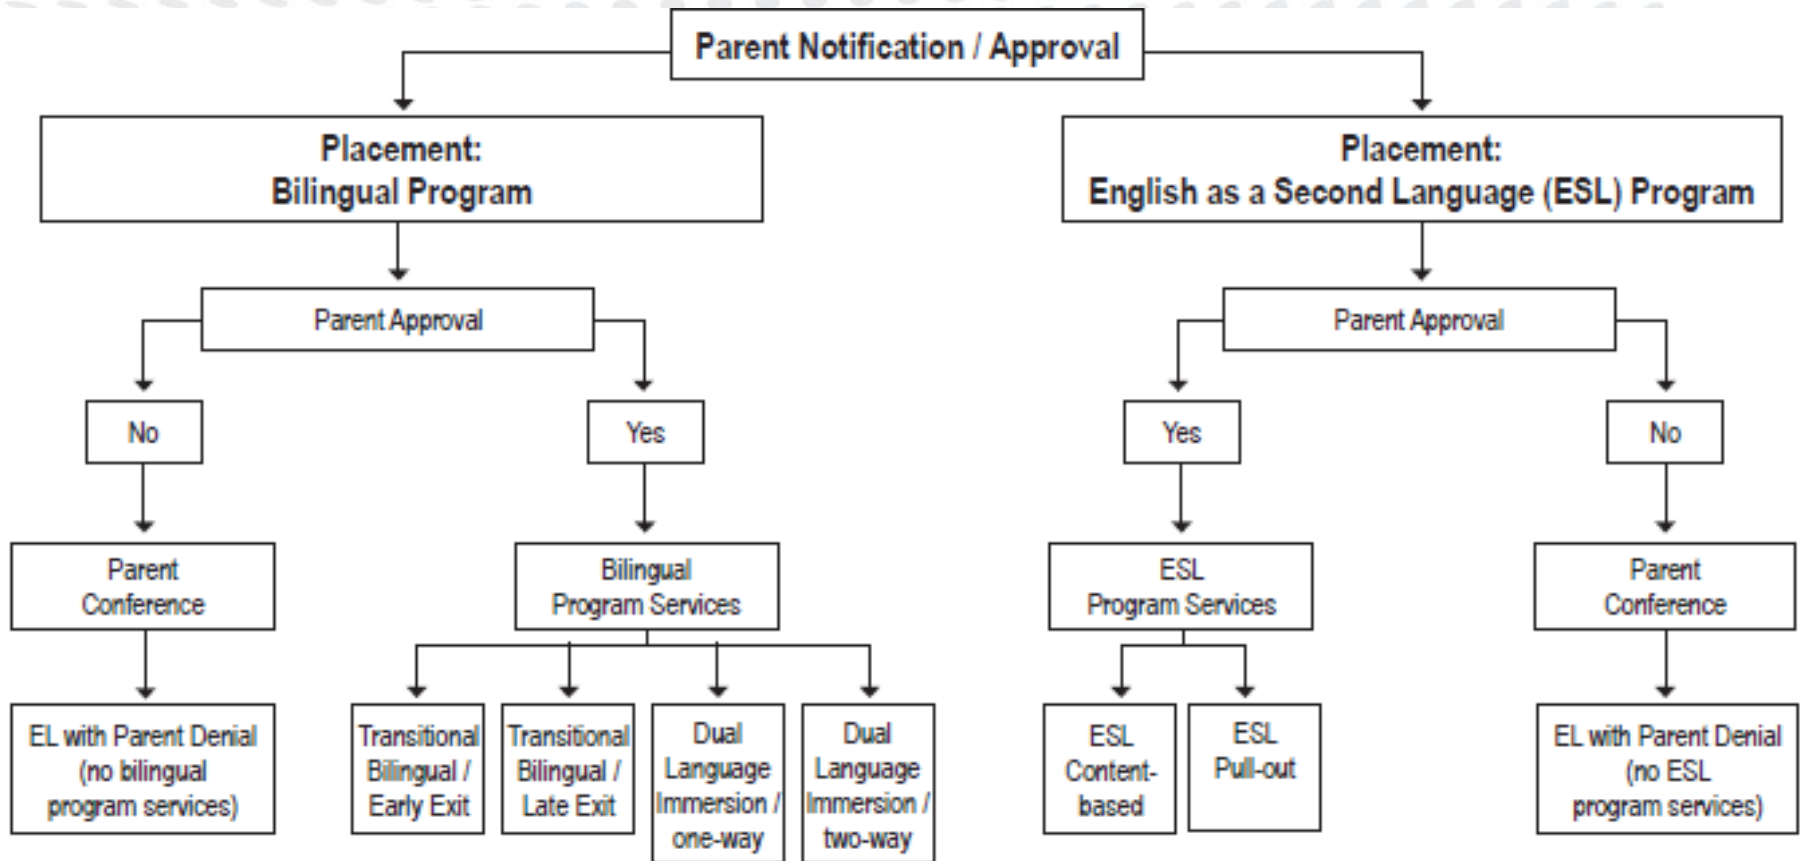 Parent Notification / Approval
Placement:
Bilingual Program
Placement:
English as a Second Language (ESL) Program
Parent Approval
Parent Approval
No
Yes
Yes
No
Parent
Conference
Bilingual
Program Services
ESL
Program Services
Parent
Conference
EL with Parent Denial
(no bilingual
program services)
Transitional
Bilingual /
Early Exit
Transitional
Bilingual /
Late Exit
Dual
Language
Immersion /
one-way
Dual
Language
Immersion /
two-way
ESL
Content-
based
ESL
Pull-out
EL with Parent Denial
(no ESL
program services)